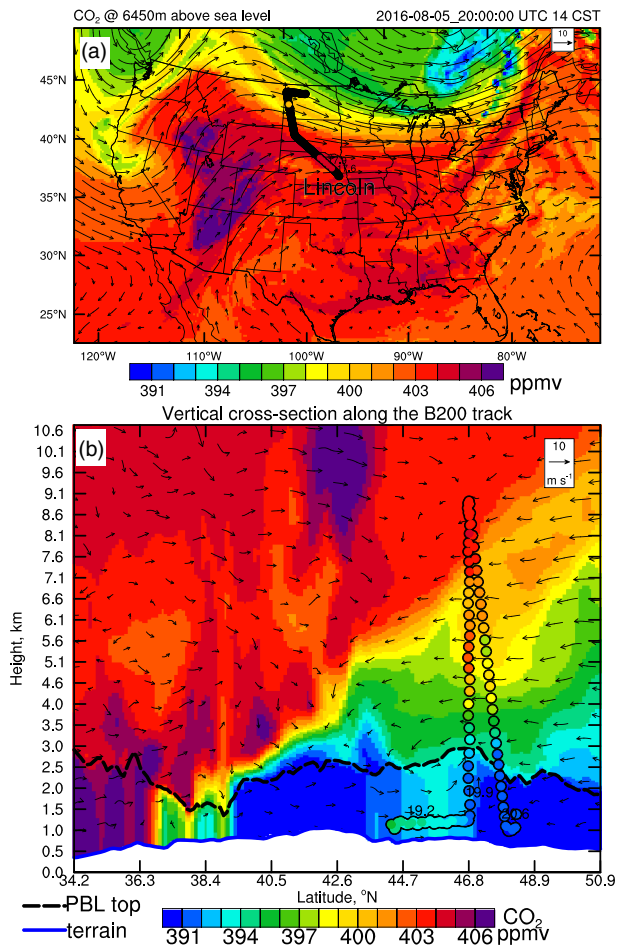 CO₂ @ 6450m above sea level 2016-08-05_20:00:00 UTC 14 CST
(a)
10
45°N
40°N
35°N
30°N
25°N
Lincoln
120°W 110°W 100°W 90°W 80°W
391 394 397 400 403 406 ppmv
Vertical cross-section along the B200 track
(b)
10
m s⁻¹
Height, km
10.6
10.1
9.6
9.1
8.6
8.1
7.6
7.1
6.6
6.1
5.6
5.1
4.5
4.0
3.5
3.0
2.5
2.0
1.5
1.0
0.5
0.0
19.9
19.2
34.2 36.3 38.4 40.5 42.6 44.7 46.8 48.9 50.9
Latitude, °N
PBL top
terrain
CO₂
391 394 397 400 403 406 ppmv